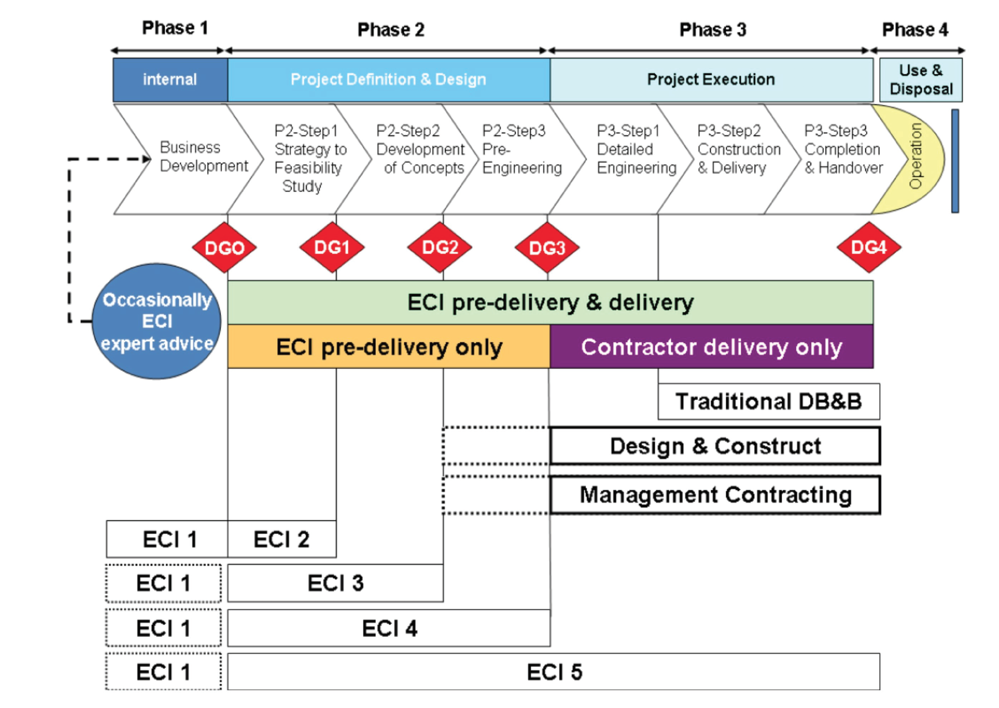 Phase 1
Phase 2
Phase 3
Phase 4
internal
Project Definition & Design
Project Execution
Use &
Disposal
Business
Development
P2-Step1
Strategy to
Feasibility
Study
P2-Step2
Development
of Concepts
P2-Step3
Pre-
Engineering
P3-Step1
Detailed
Engineering
P3-Step2
Construction
& Delivery
P3-Step3
Completion
& Handover
Operation
DG0
DG1
DG2
DG3
DG4
Occasionally
ECI
expert advice
ECI pre-delivery & delivery
ECI pre-delivery only
Contractor delivery only
Traditional DB&B
Design & Construct
Management Contracting
ECI 1
ECI 2
ECI 1
ECI 3
ECI 1
ECI 4
ECI 1
ECI 5